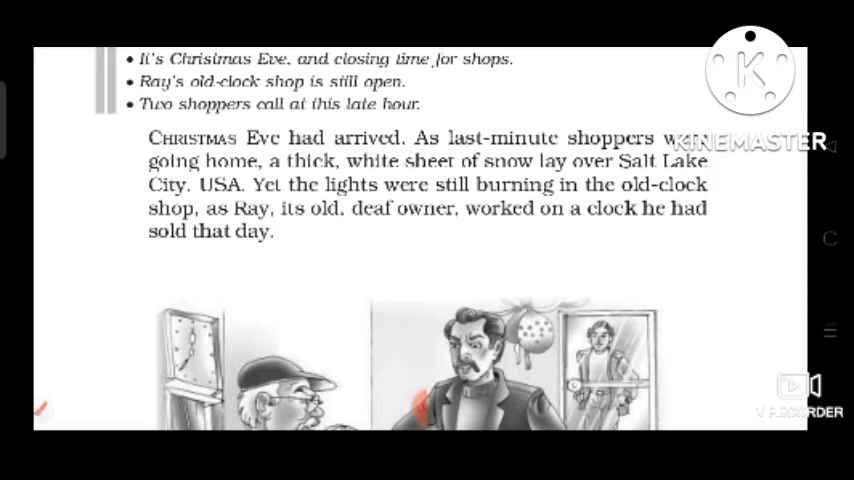 • It's Christmas Eve, and closing time for shops.
• Ray's old-clock shop is still open.
• Two shoppers call at this late hour.
CHRISTMAS Eve had arrived. As last-minute shoppers were
going home, a thick, white sheet of snow lay over Salt Lake
City, USA. Yet the lights were still burning in the old-clock
shop, as Ray, its old, deaf owner, worked on a clock he had
sold that day.
K
KINEMASTER
V RECORDER